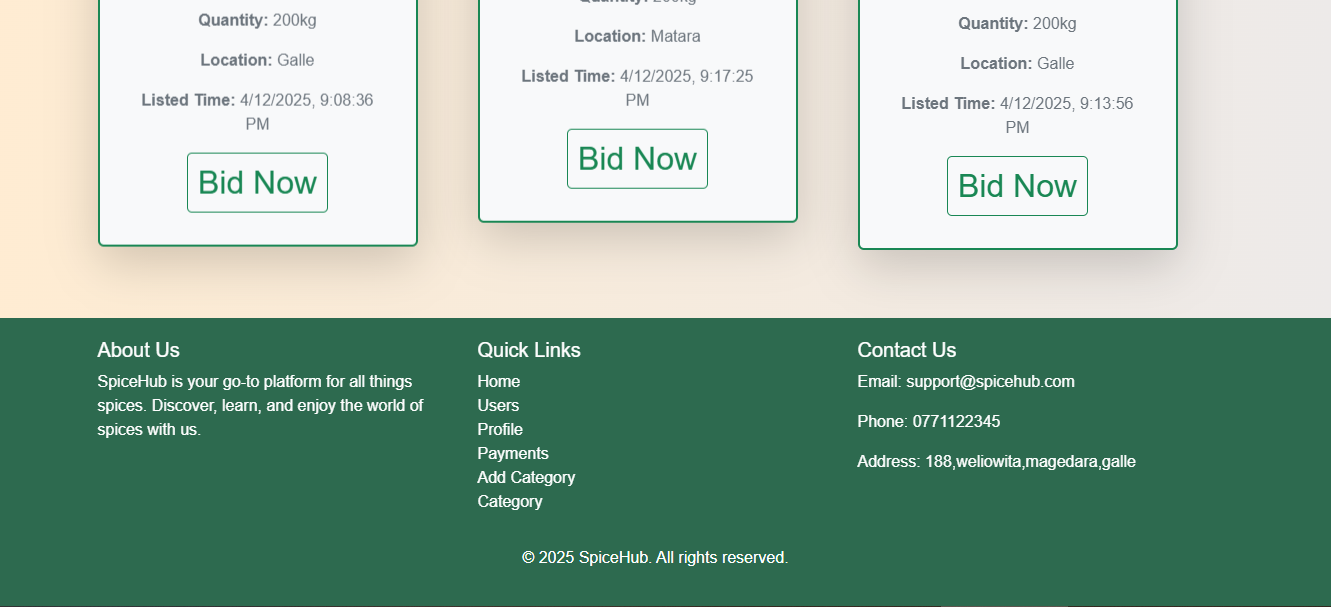 Quantity: 200kg
Location: Galle
Listed Time: 4/12/2025, 9:08:36
PM
Bid Now
Quantity: 200kg
Location: Matara
Listed Time: 4/12/2025, 9:17:25
PM
Bid Now
Quantity: 200kg
Location: Galle
Listed Time: 4/12/2025, 9:13:56
PM
Bid Now
About Us
SpiceHub is your go-to platform for all things
spices. Discover, learn, and enjoy the world of
spices with us.
Quick Links
Home
Users
Profile
Payments
Add Category
Category
Contact Us
Email: support@spicehub.com
Phone: 0771122345
Address: 188,weliowita,magedara,galle
© 2025 SpiceHub. All rights reserved.